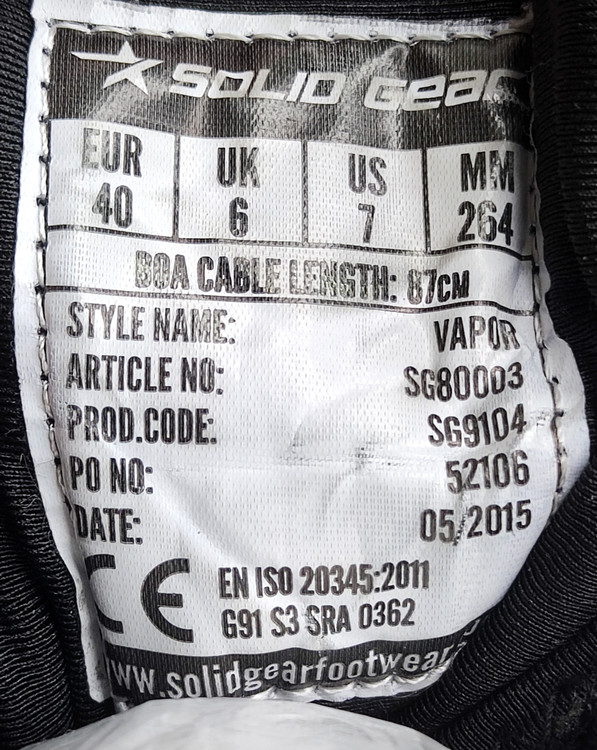 SOLID Gear
EUR UK US MM
40 6 7 264
BOA CABLE LENGTH: 87CM
STYLE NAME: VAPOR
ARTICLE NO: SG80003
PROD.CODE: SG9104
PO NO: 52106
DATE: 05/2015
CE EN ISO 20345:2011
G91 S3 SRA 0362
www.solidgearfootwear.